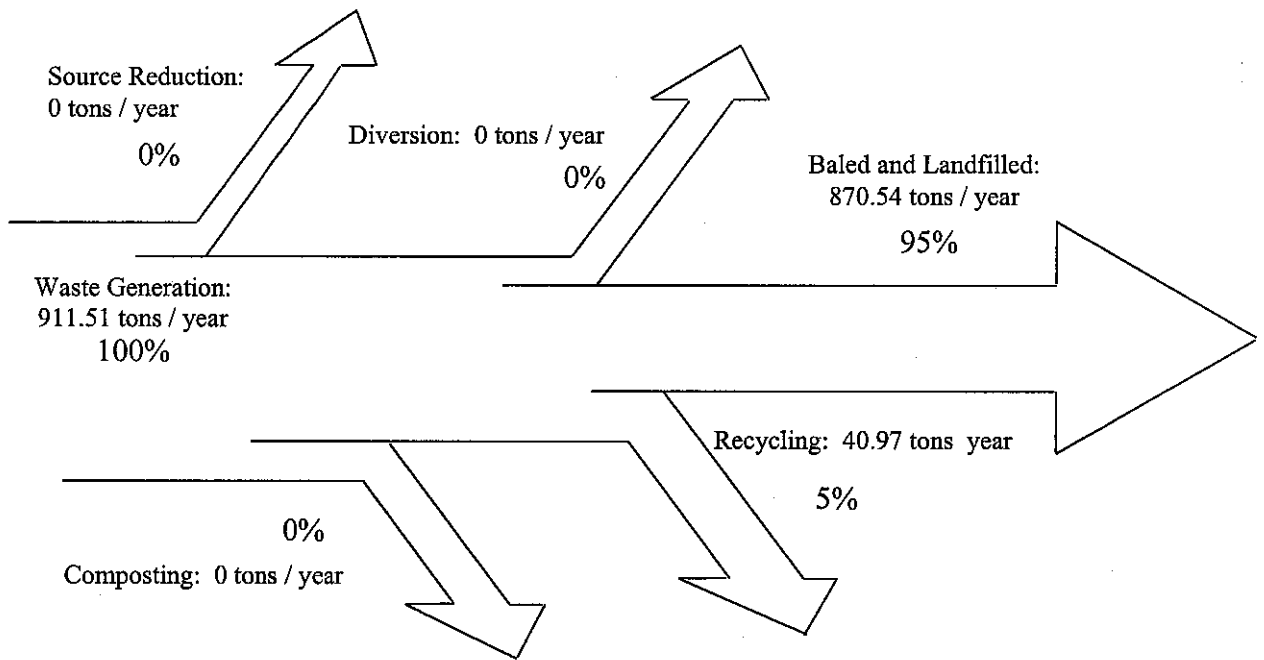 Source Reduction:
0 tons / year
0%
Diversion: 0 tons / year
0%
Baled and Landfilled:
870.54 tons / year
95%
Waste Generation:
911.51 tons / year
100%
Recycling: 40.97 tons year
5%
0%
Composting: 0 tons / year